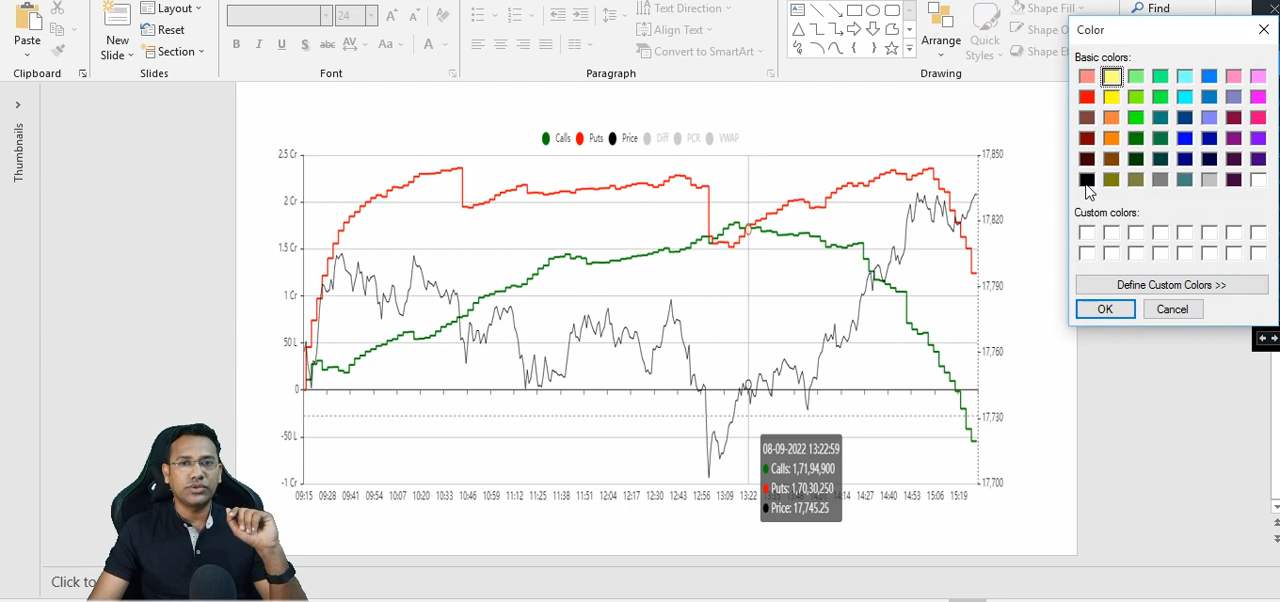 Paste
Clipboard
New
Slide
Layout
Reset
Section
Slides
24
B I U S abc AV Aa A
Font
Text Direction
Align Text
Convert to SmartArt
Paragraph
Arrange
Quick
Styles
Shape Fill
Shape O
Shape E
Drawing
Find
Color
Basic colors:
Custom colors:
Define Custom Colors >>
OK
Cancel
Thumbnails
Calls Puts Price Diff PCR VWAP
2.5 Cr
2 Cr
1.5 Cr
1 Cr
50 L
0
-50 L
-1 Cr
17,850
17,820
17,790
17,760
17,730
17,700
08-09-2022 13:22:59
Calls: 1,71,94,900
Puts: 1,70,30,250
Price: 17,745.25
09:15 09:28 09:41 09:54 10:07 10:20 10:33 10:46 10:59 11:12 11:25 11:38 11:51 12:04 12:17 12:30 12:43 12:56 13:09 13:22 14:14 14:27 14:40 14:53 15:06 15:19
Click to